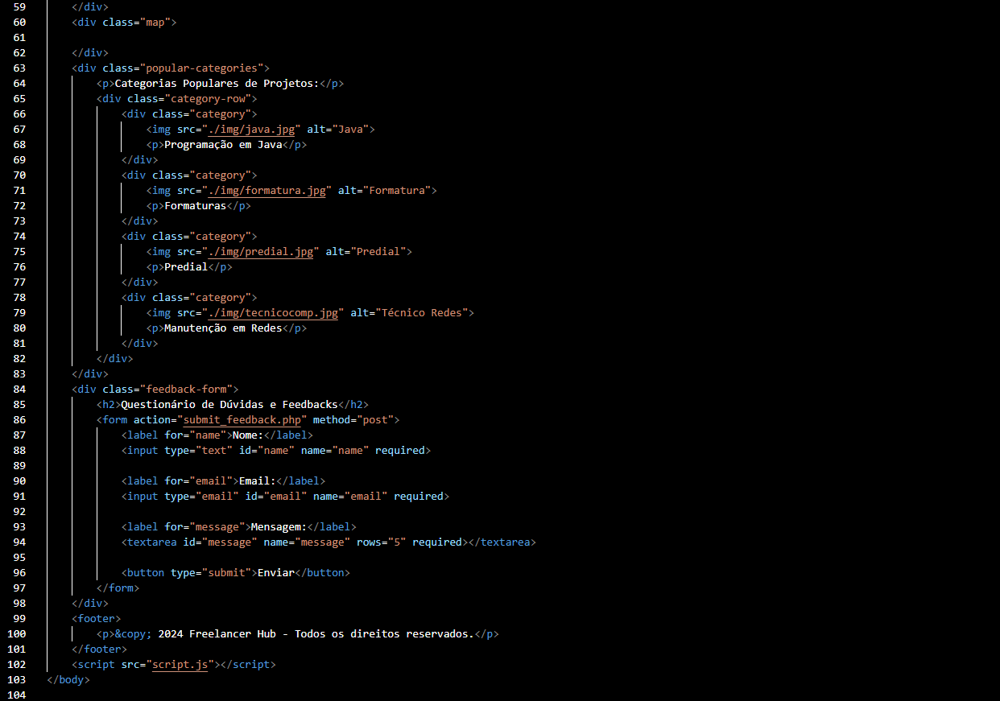 59 </div>
60 <div class="map">
61
62 </div>
63 <div class="popular-categories">
64 <p>Categorias Populares de Projetos:</p>
65 <div class="category-row">
66 <div class="category">
67 <img src="./img/java.jpg" alt="Java">
68 <p>Programação em Java</p>
69 </div>
70 <div class="category">
71 <img src="./img/formatura.jpg" alt="Formatura">
72 <p>Formaturas</p>
73 </div>
74 <div class="category">
75 <img src="./img/predial.jpg" alt="Predial">
76 <p>Predial</p>
77 </div>
78 <div class="category">
79 <img src="./img/tecnicocomp.jpg" alt="Técnico Redes">
80 <p>Manutenção em Redes</p>
81 </div>
82 </div>
83 </div>
84 <div class="feedback-form">
85 <h2>Questionário de Dúvidas e Feedbacks</h2>
86 <form action="submit_feedback.php" method="post">
87 <label for="name">Nome:</label>
88 <input type="text" id="name" name="name" required>
89
90 <label for="email">Email:</label>
91 <input type="email" id="email" name="email" required>
92
93 <label for="message">Mensagem:</label>
94 <textarea id="message" name="message" rows="5" required></textarea>
95
96 <button type="submit">Enviar</button>
97 </form>
98 </div>
99 <footer>
100 <p>&copy; 2024 Freelancer Hub - Todos os direitos reservados.</p>
101 </footer>
102 <script src="script.js"></script>
103 </body>
104